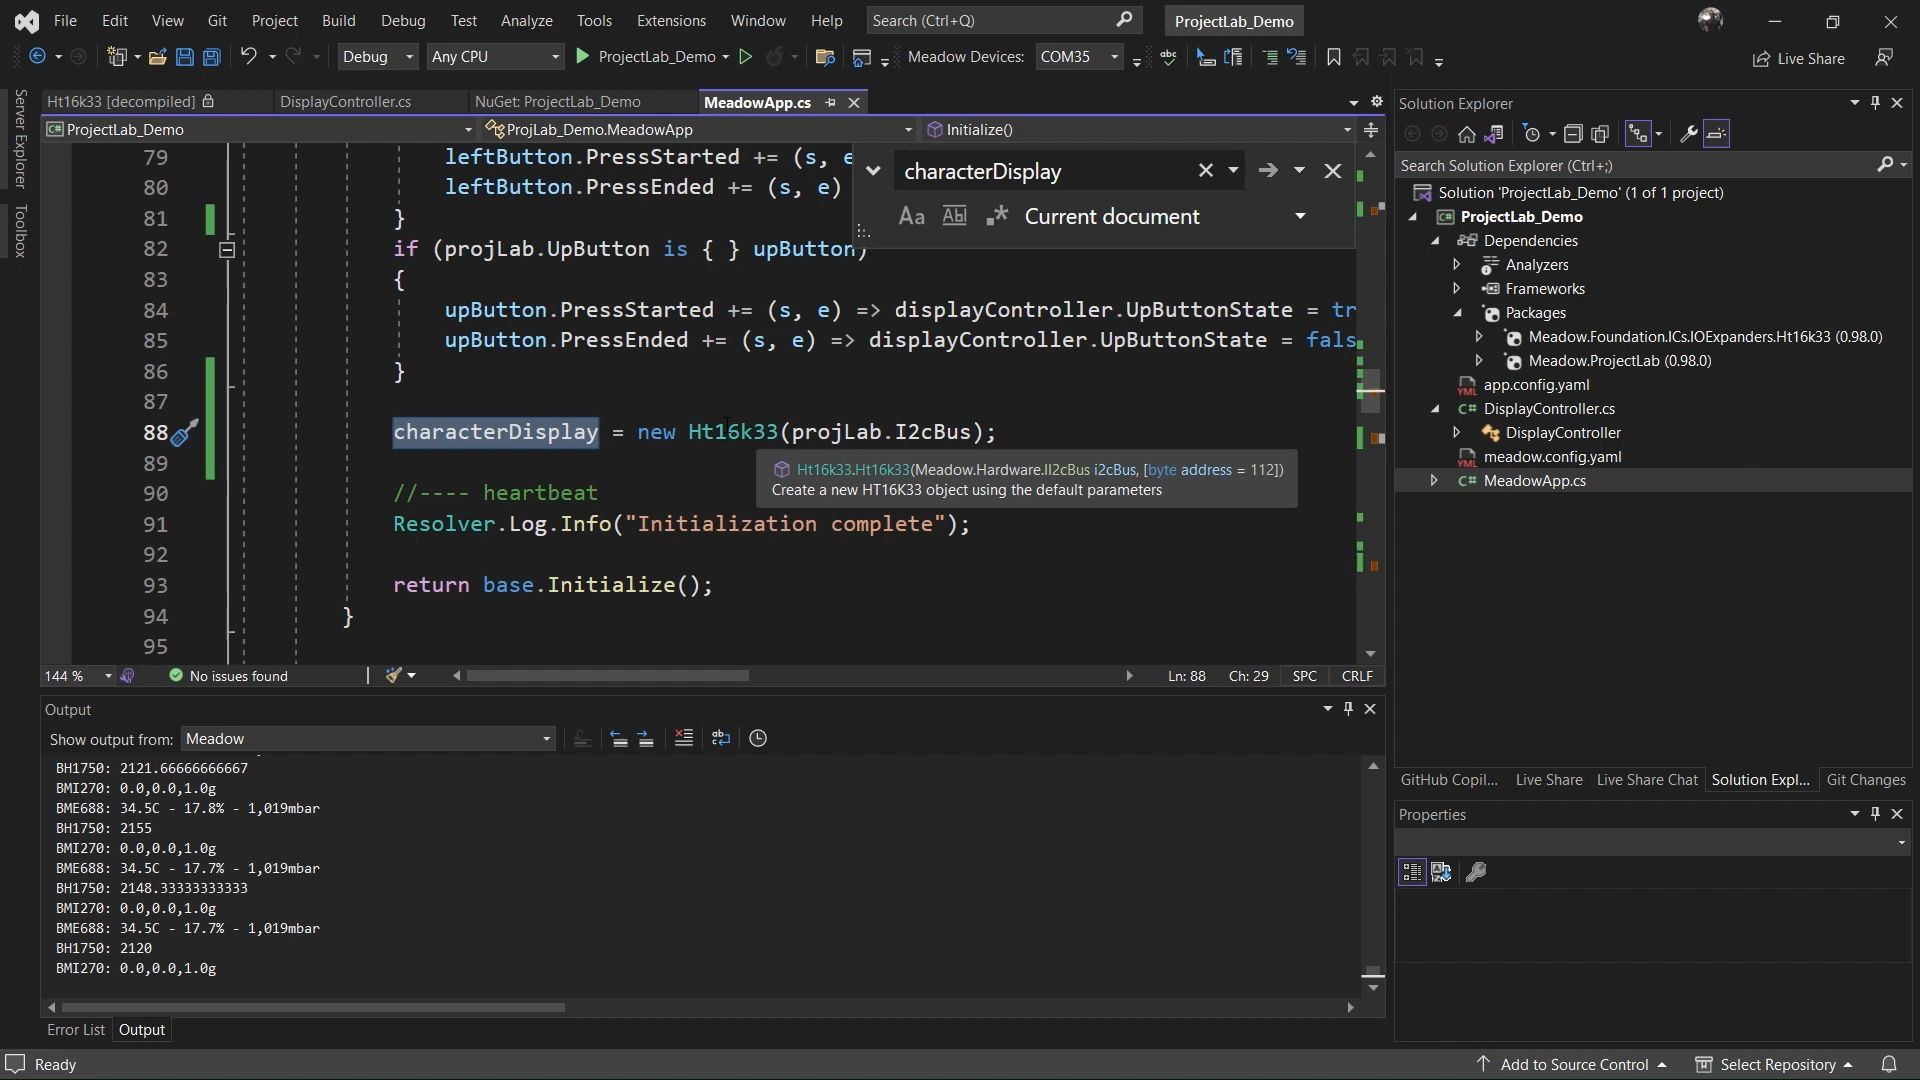 File Edit View Git Project Build Debug Test Analyze Tools Extensions Window Help Search (Ctrl+Q) ProjectLab_Demo
Debug Any CPU ProjectLab_Demo Meadow Devices: COM35 Live Share
Server Explorer
Toolbox
Ht16k33 [decompiled] DisplayController.cs NuGet: ProjectLab_Demo MeadowApp.cs
C# ProjectLab_Demo ProjLab_Demo.MeadowApp Initialize()
79 leftButton.PressStarted += (s, e
80 leftButton.PressEnded += (s, e)
81 }
82 if (projLab.UpButton is { } upButton)
83 {
84 upButton.PressStarted += (s, e) => displayController.UpButtonState = tr
85 upButton.PressEnded += (s, e) => displayController.UpButtonState = fals
86 }
87
88 characterDisplay = new Ht16k33(projLab.I2cBus);
89
90 //---- heartbeat
91 Resolver.Log.Info("Initialization complete");
92
93 return base.Initialize();
94 }
95
characterDisplay
Aa Abl .* Current document
Ht16k33.Ht16k33(Meadow.Hardware.II2cBus i2cBus, [byte address = 112])
Create a new HT16K33 object using the default parameters
144 % No issues found Ln: 88 Ch: 29 SPC CRLF
Output
Show output from: Meadow
BH1750: 2121.66666666667
BMI270: 0.0,0.0,1.0g
BME688: 34.5C - 17.8% - 1,019mbar
BH1750: 2155
BMI270: 0.0,0.0,1.0g
BME688: 34.5C - 17.7% - 1,019mbar
BH1750: 2148.33333333333
BMI270: 0.0,0.0,1.0g
BME688: 34.5C - 17.7% - 1,019mbar
BH1750: 2120
BMI270: 0.0,0.0,1.0g
Error List Output
Solution Explorer
Search Solution Explorer (Ctrl+;)
Solution 'ProjectLab_Demo' (1 of 1 project)
C# ProjectLab_Demo
Dependencies
Analyzers
Frameworks
Packages
Meadow.Foundation.ICs.IOExpanders.Ht16k33 (0.98.0)
Meadow.ProjectLab (0.98.0)
YML app.config.yaml
C# DisplayController.cs
DisplayController
YML meadow.config.yaml
C# MeadowApp.cs
GitHub Copil... Live Share Live Share Chat Solution Expl... Git Changes
Properties
Ready Add to Source Control Select Repository